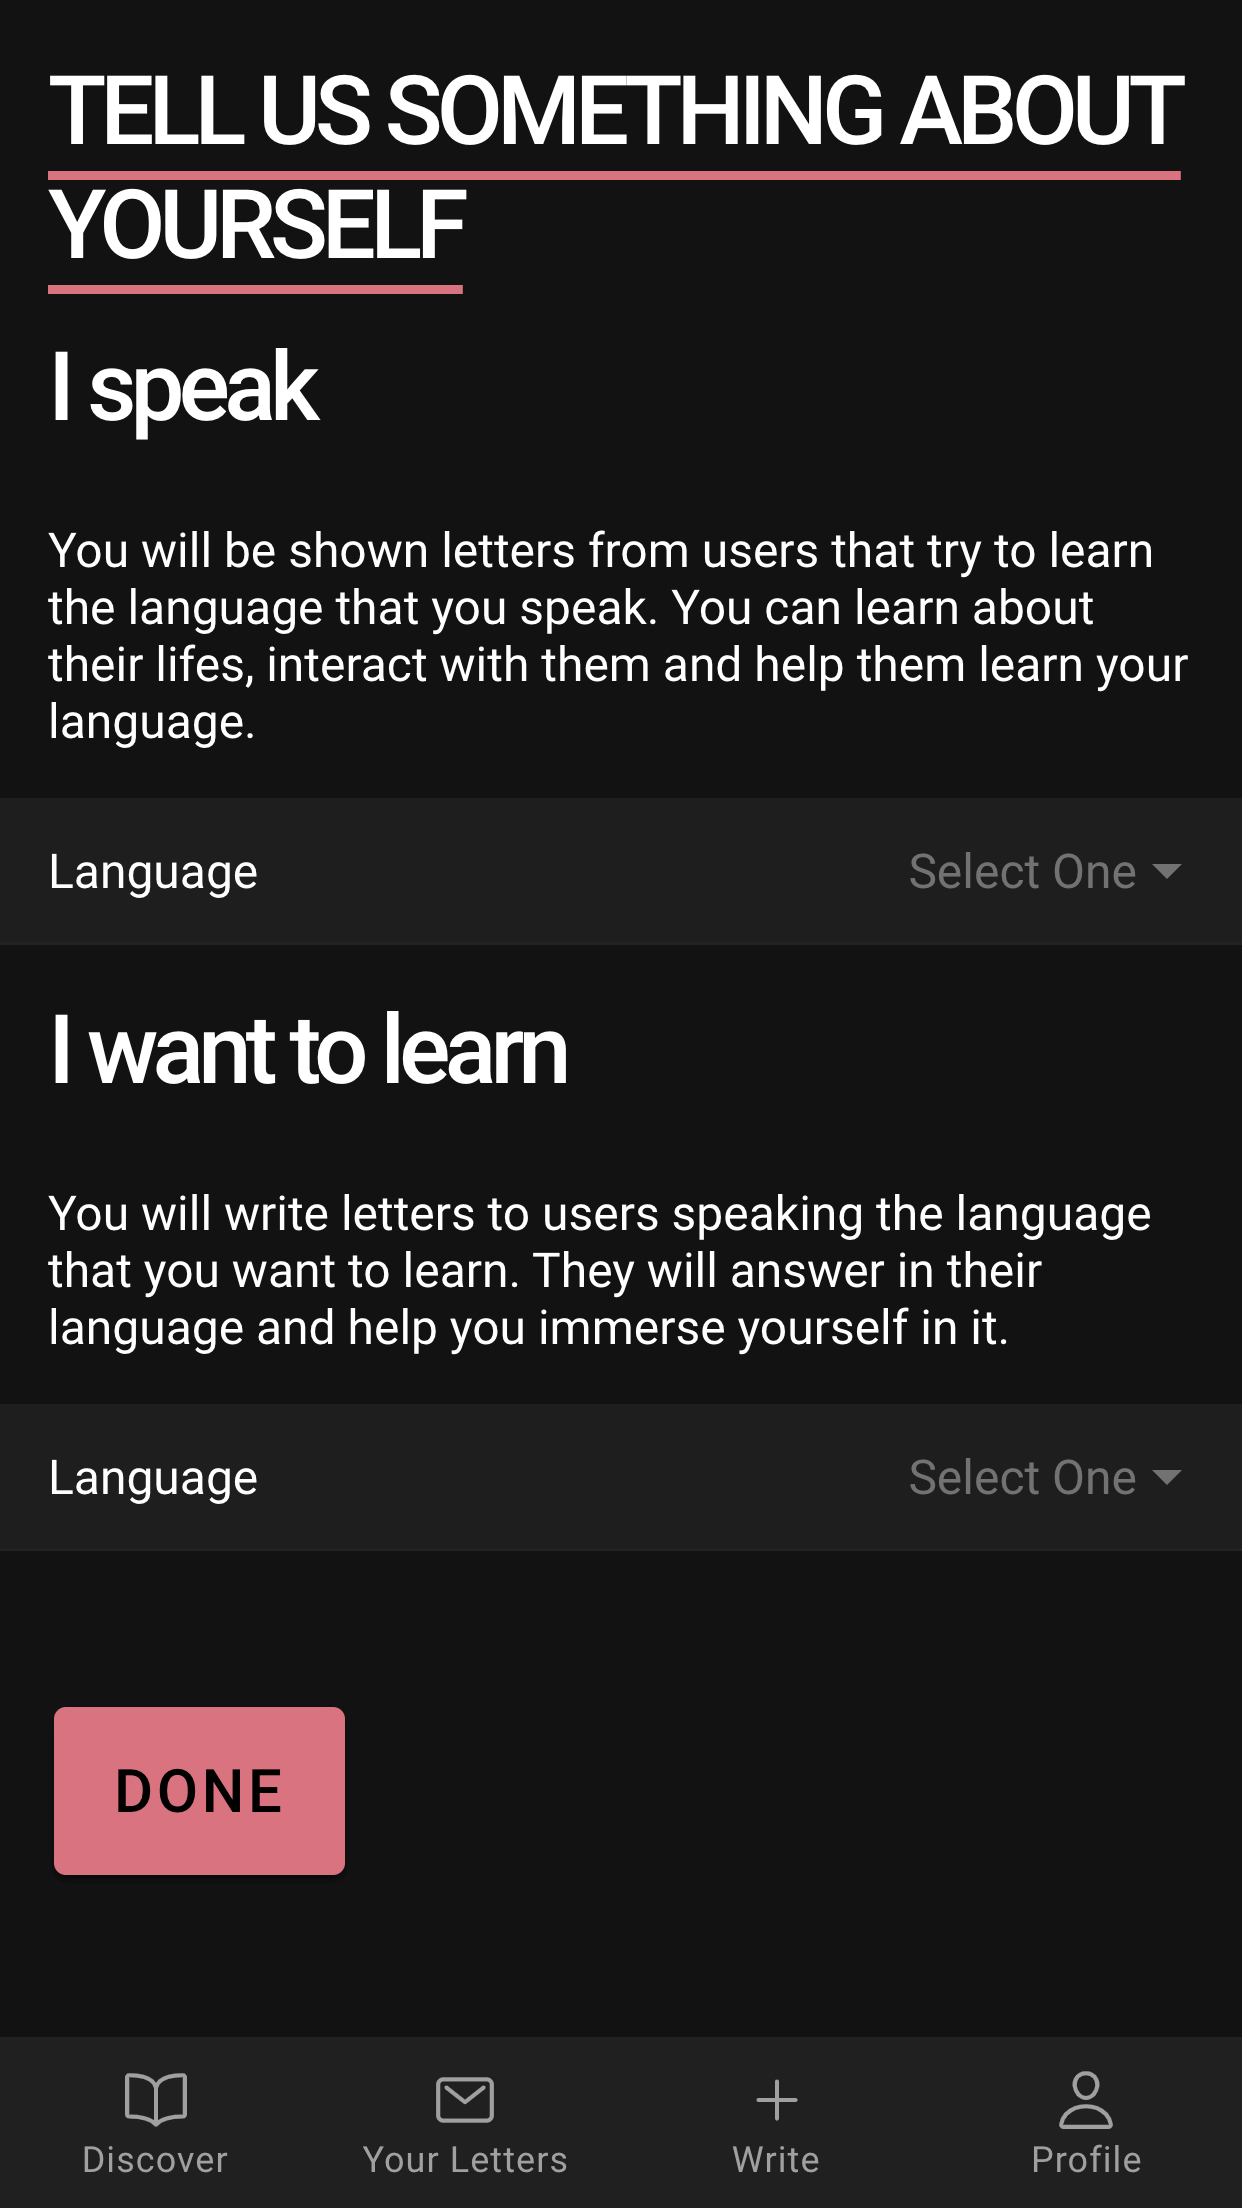 TELL US SOMETHING ABOUT
YOURSELF
I speak
You will be shown letters from users that try to learn
the language that you speak. You can learn about
their lifes, interact with them and help them learn your
language.
Language Select One
I want to learn
You will write letters to users speaking the language
that you want to learn. They will answer in their
language and help you immerse yourself in it.
Language Select One
DONE
Discover Your Letters Write Profile